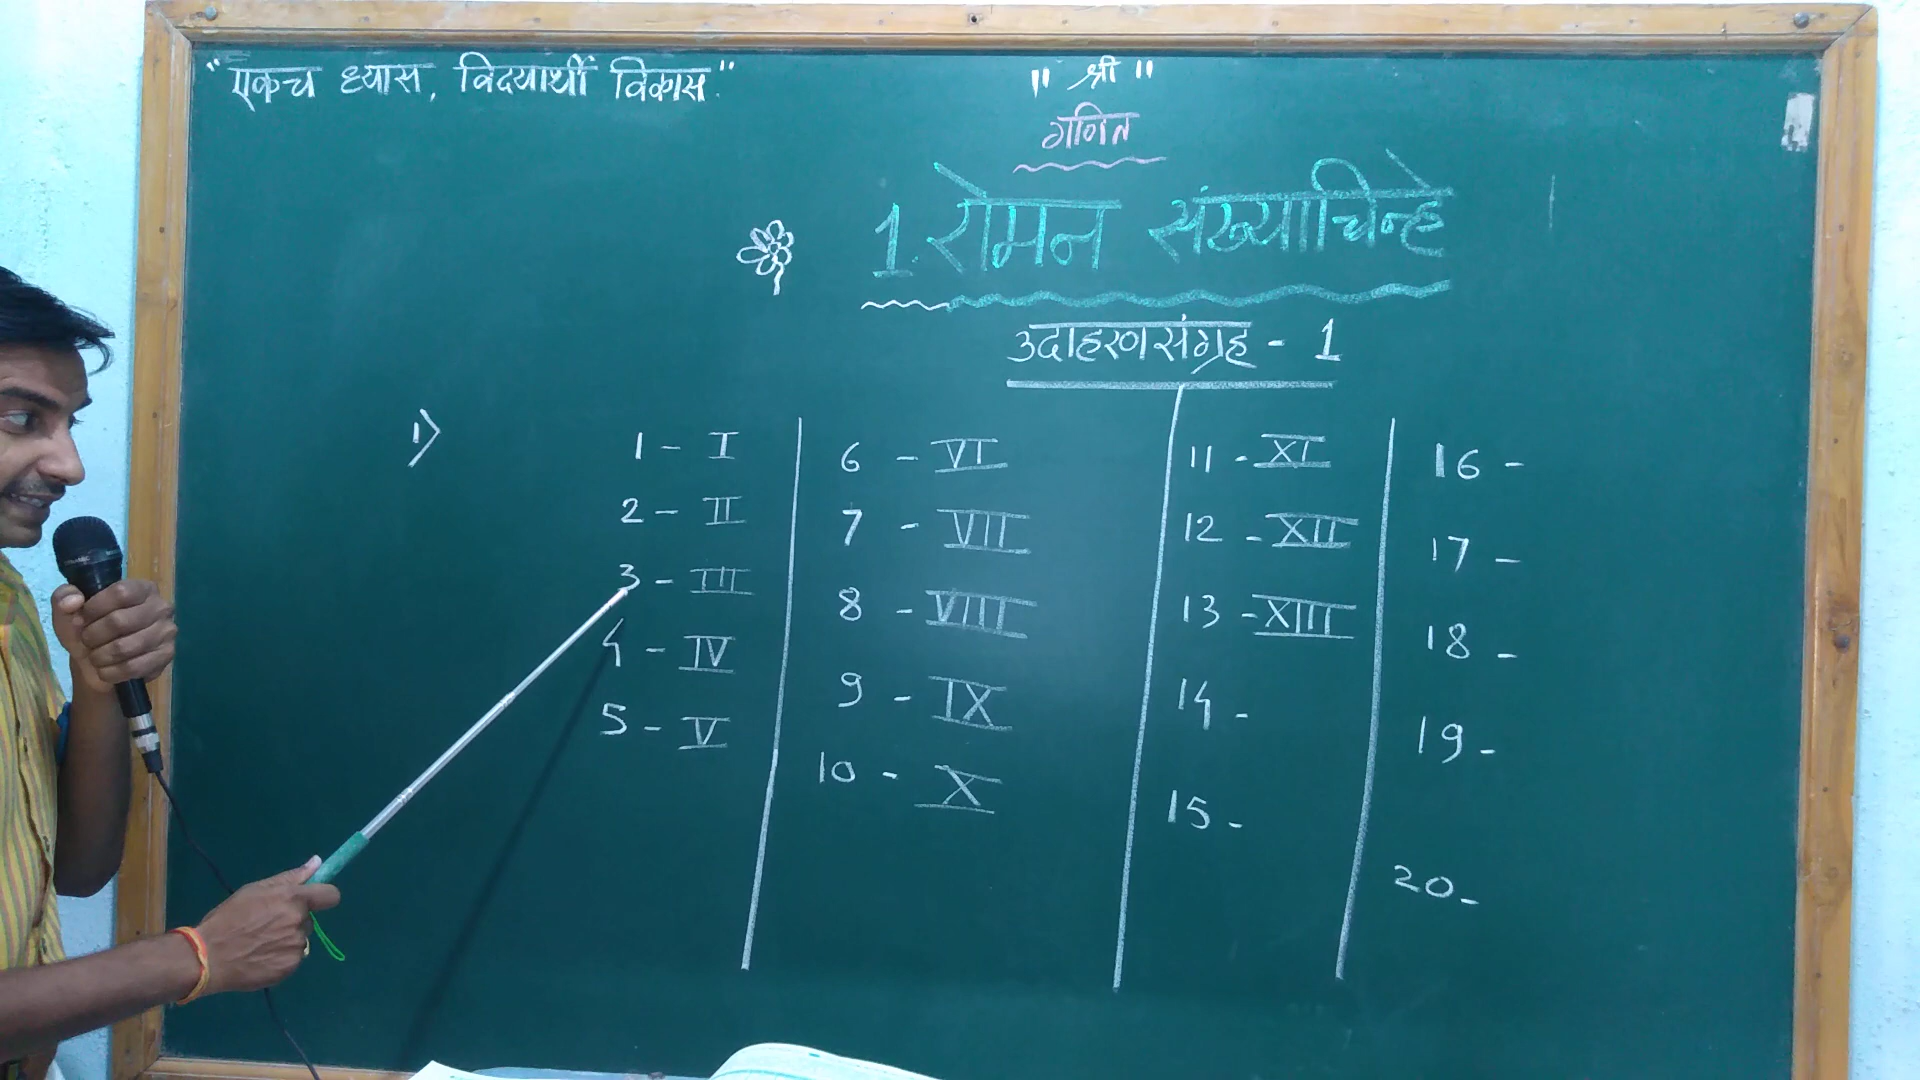 "एकच ध्यास, विदयार्थी विकास."
" श्री "
गणित
1. रोमन संख्याचिन्हे
उदाहरणसंग्रह - 1
1)
1 - I
2 - II
3 - III
4 - IV
5 - V
6 - VI
7 - VII
8 - VIII
9 - IX
10 - X
11 - XI
12 - XII
13 - XIII
14 -
15 -
16 -
17 -
18 -
19 -
20 -